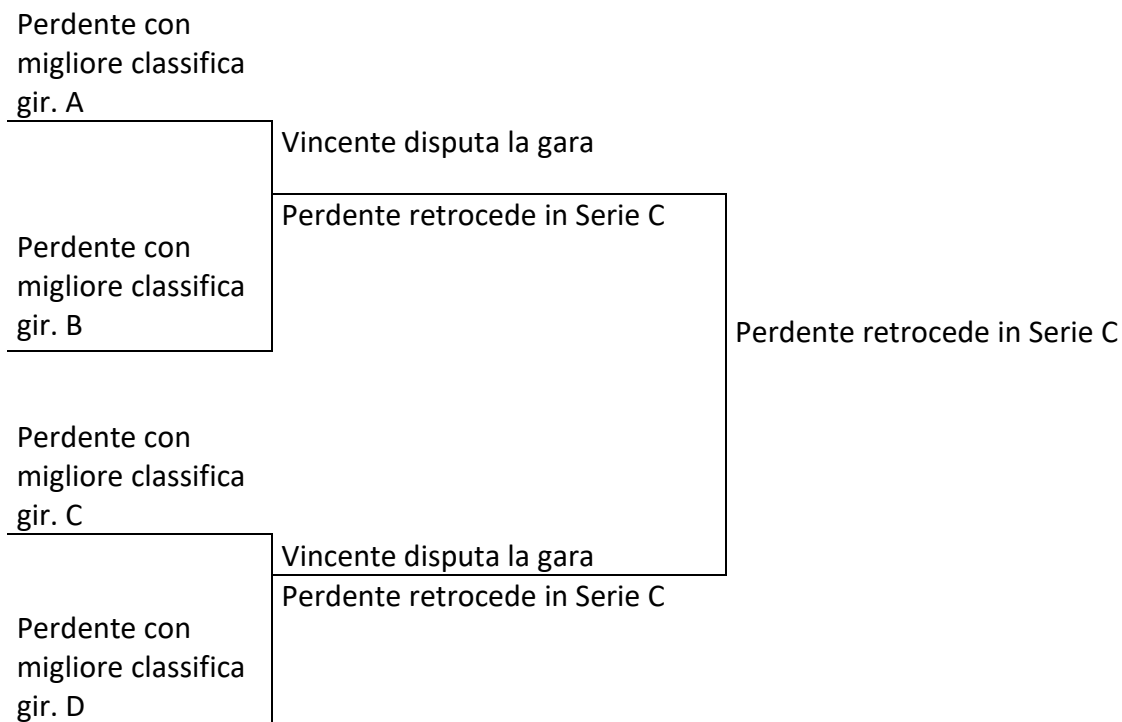 Perdente con
migliore classifica
gir. A
Vincente disputa la gara
Perdente retrocede in Serie C
Perdente con
migliore classifica
gir. B
Perdente retrocede in Serie C
Perdente con
migliore classifica
gir. C
Vincente disputa la gara
Perdente retrocede in Serie C
Perdente con
migliore classifica
gir. D